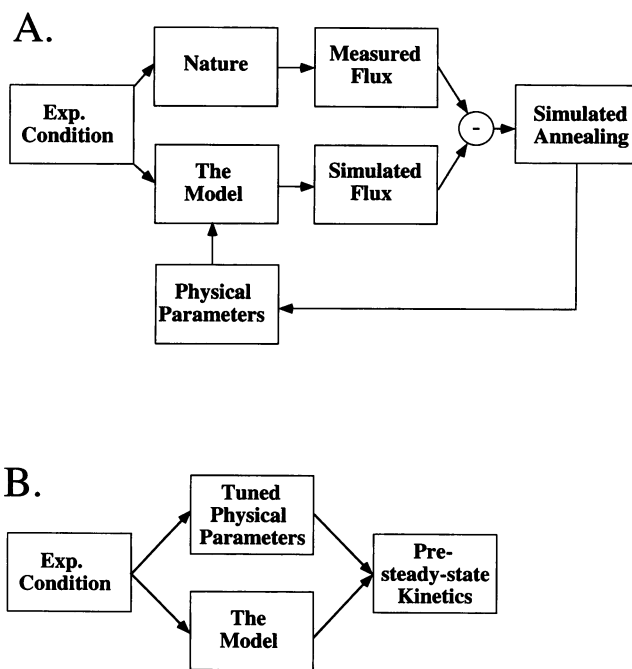 A.
Nature
Measured
Flux
Exp.
Condition
-
Simulated
Annealing
The
Model
Simulated
Flux
Physical
Parameters
B.
Tuned
Physical
Parameters
Exp.
Condition
Pre-
steady-state
Kinetics
The
Model